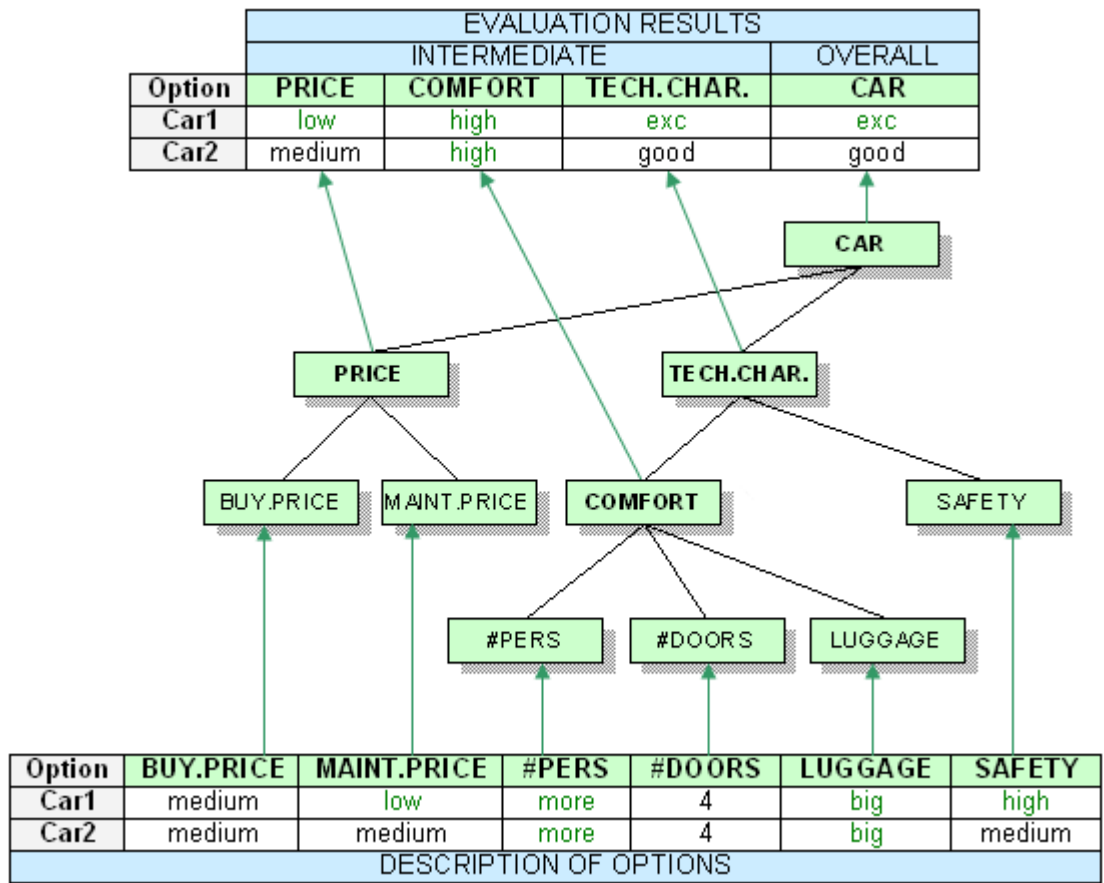 EVALUATION RESULTS
INTERMEDIATE OVERALL
Option PRICE COMFORT TECH.CHAR. CAR
Car1 low high exc exc
Car2 medium high good good
CAR
PRICE TECH.CHAR.
BUY.PRICE MAINT.PRICE COMFORT SAFETY
#PERS #DOORS LUGGAGE
Option BUY.PRICE MAINT.PRICE #PERS #DOORS LUGGAGE SAFETY
Car1 medium low more 4 big high
Car2 medium medium more 4 big medium
DESCRIPTION OF OPTIONS